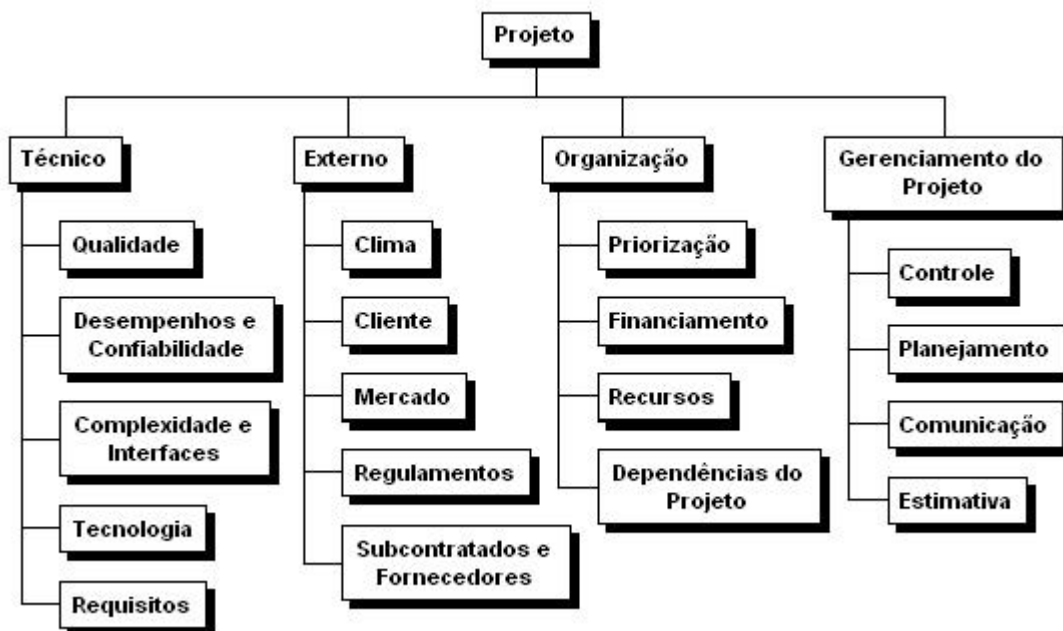 Projeto
Técnico
Qualidade
Desempenhos e
Confiabilidade
Complexidade e
Interfaces
Tecnologia
Requisitos
Externo
Clima
Cliente
Mercado
Regulamentos
Subcontratados e
Fornecedores
Organização
Priorização
Financiamento
Recursos
Dependências do
Projeto
Gerenciamento do
Projeto
Controle
Planejamento
Comunicação
Estimativa